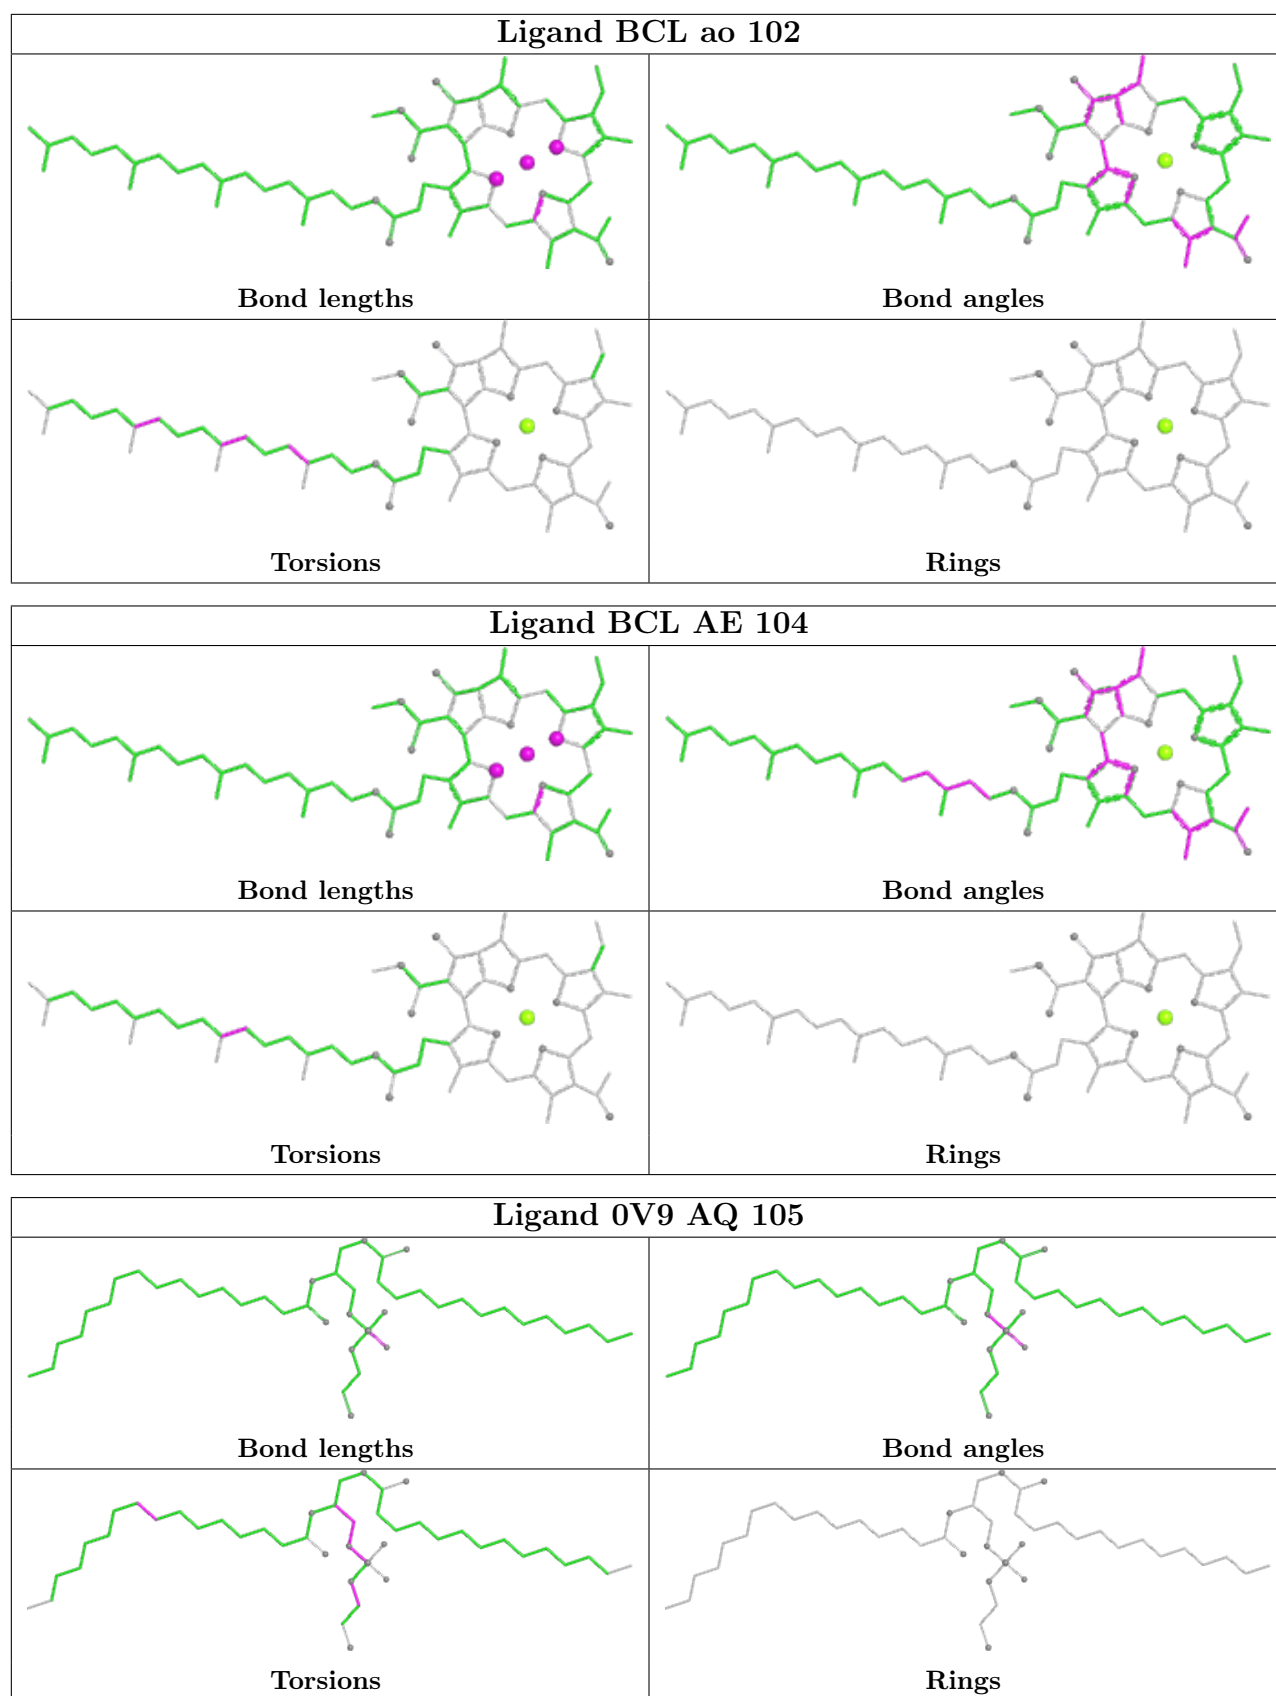 Ligand BCL ao 102
Bond lengths
Bond angles
Torsions
Rings
Ligand BCL AE 104
Bond lengths
Bond angles
Torsions
Rings
Ligand 0V9 AQ 105
Bond lengths
Bond angles
Torsions
Rings